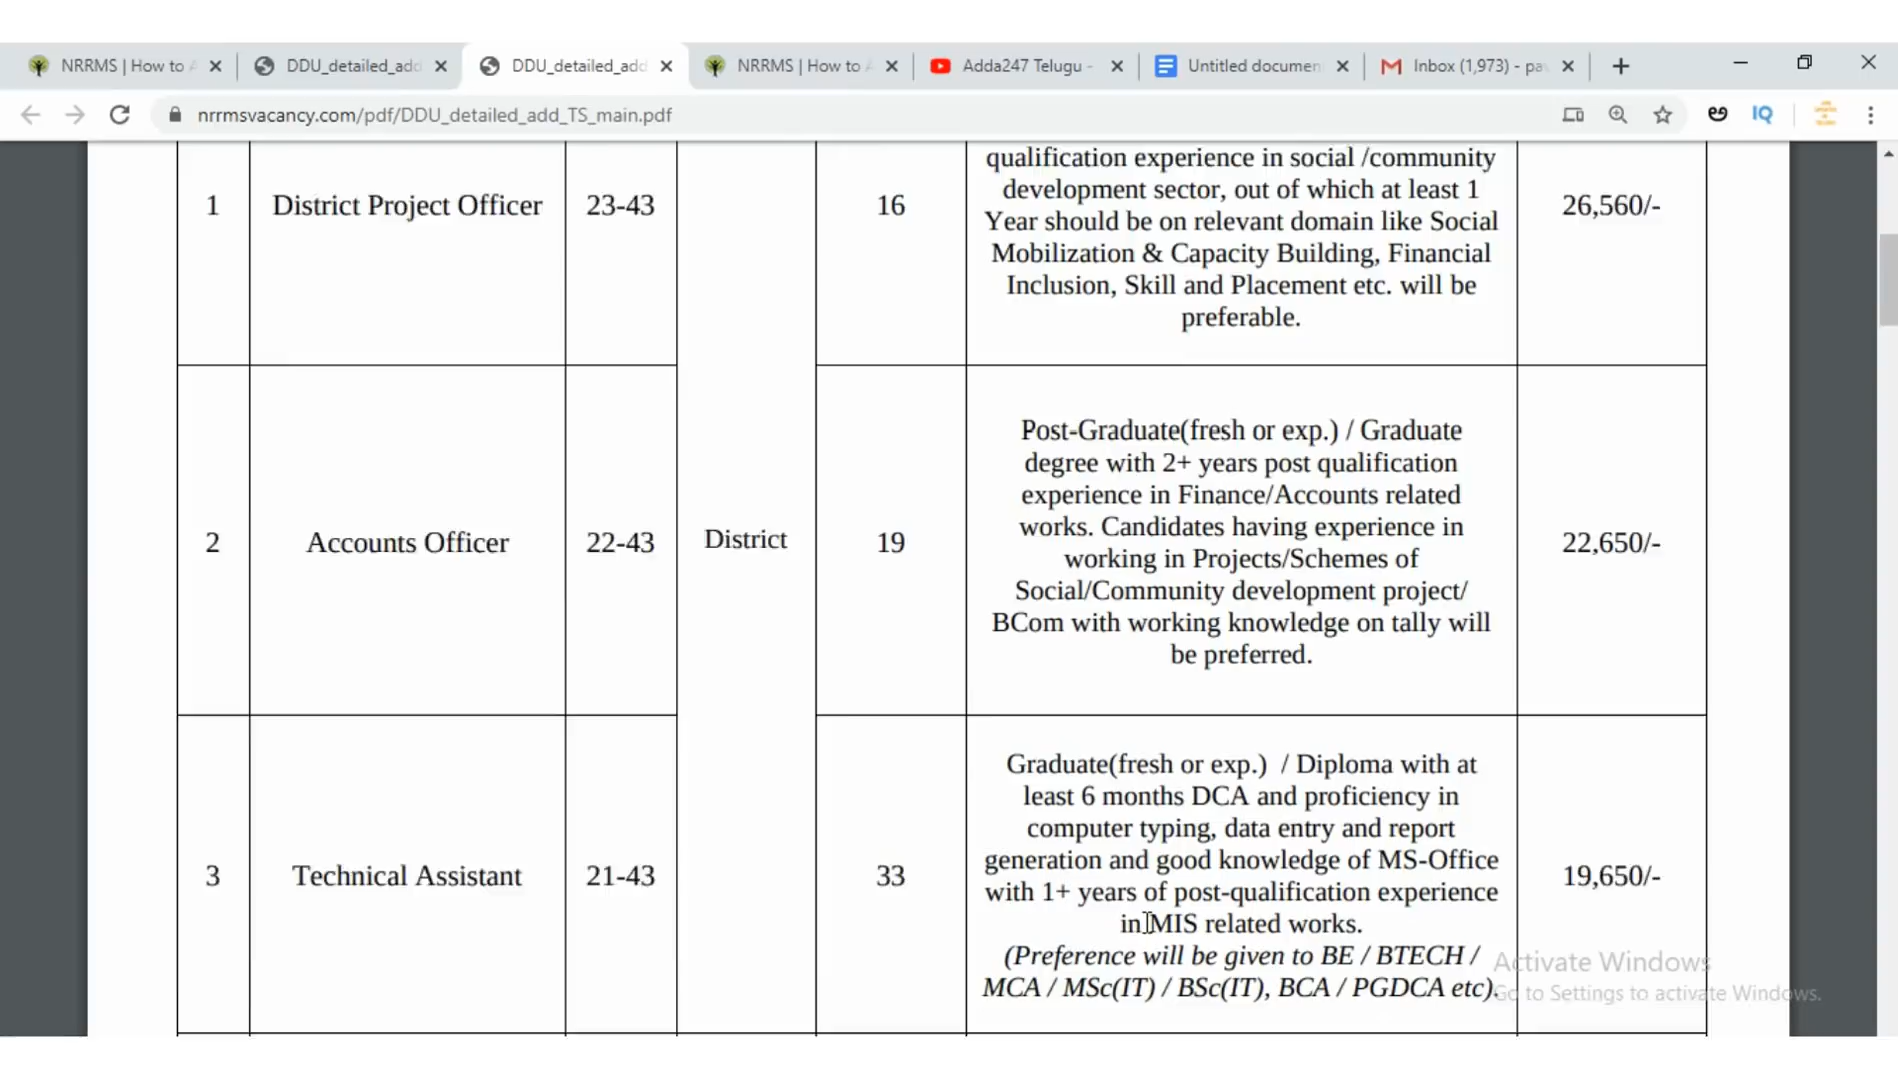 NRRMS | How to
DDU_detailed_add
DDU_detailed_add
NRRMS | How to
Adda247 Telugu -
Untitled documen
Inbox (1,973) - pa
nrrmsvacancy.com/pdf/DDU_detailed_add_TS_main.pdf
IQ
1
District Project Officer
23-43
16
qualification experience in social /community
development sector, out of which at least 1
Year should be on relevant domain like Social
Mobilization & Capacity Building, Financial
Inclusion, Skill and Placement etc. will be
preferable.
26,560/-
2
Accounts Officer
22-43
District
19
Post-Graduate(fresh or exp.) / Graduate
degree with 2+ years post qualification
experience in Finance/Accounts related
works. Candidates having experience in
working in Projects/Schemes of
Social/Community development project/
BCom with working knowledge on tally will
be preferred.
22,650/-
3
Technical Assistant
21-43
33
Graduate(fresh or exp.) / Diploma with at
least 6 months DCA and proficiency in
computer typing, data entry and report
generation and good knowledge of MS-Office
with 1+ years of post-qualification experience
in MIS related works.
(Preference will be given to BE / BTECH /
MCA / MSc(IT) / BSc(IT), BCA / PGDCA etc).
19,650/-
Activate Windows
Go to Settings to activate Windows.